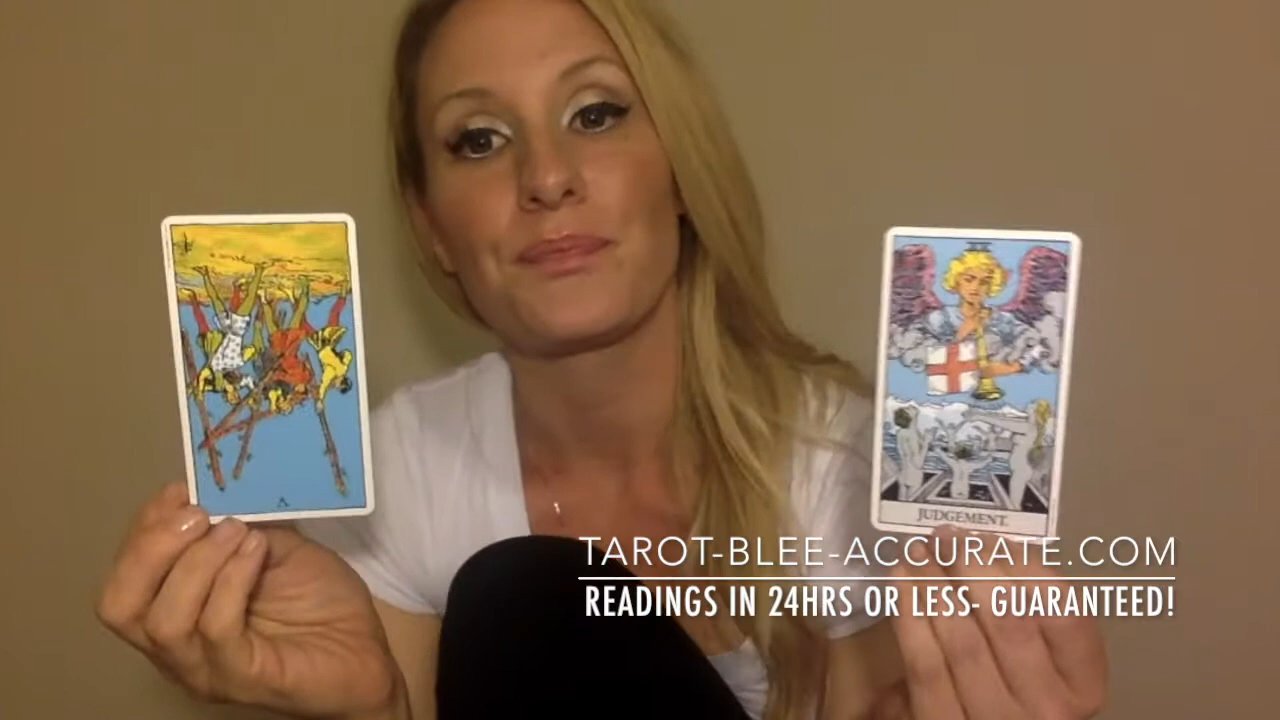 V
JUDGEMENT.
TAROT-BLEE-ACCURATE.COM
READINGS IN 24HRS OR LESS- GUARANTEED!